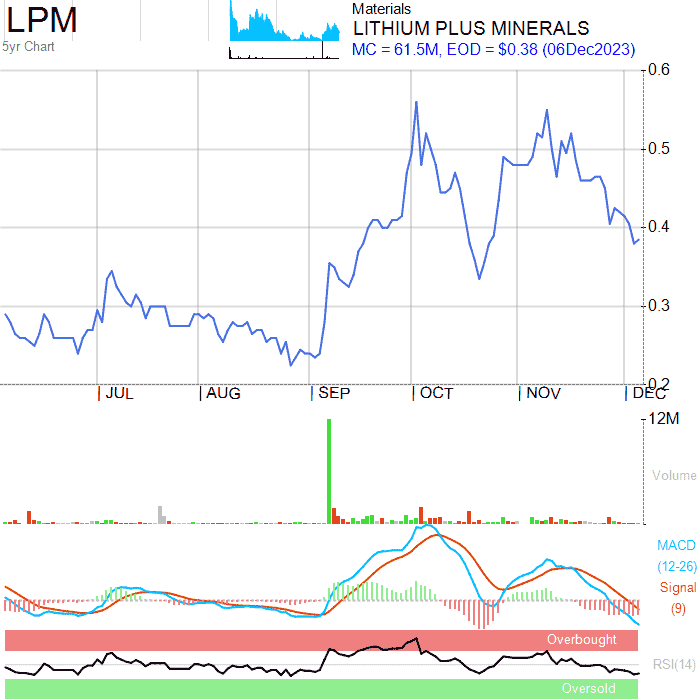 LPM
5yr Chart
Materials
LITHIUM PLUS MINERALS
MC = 61.5M, EOD = $0.38 (06Dec2023)
0.6
0.5
0.4
0.3
0.2
JUL AUG SEP OCT NOV DEC
12M
Volume
MACD
(12-26)
Signal
(9)
Overbought
RSI(14)
Oversold